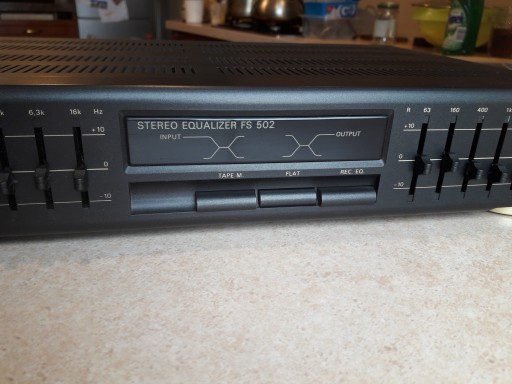 6,3k 16k Hz
+10
0
-10
STEREO EQUALIZER FS 502
INPUT
OUTPUT
TAPE M. FLAT REC. EQ.
R 63 160 400
+10
0
-10